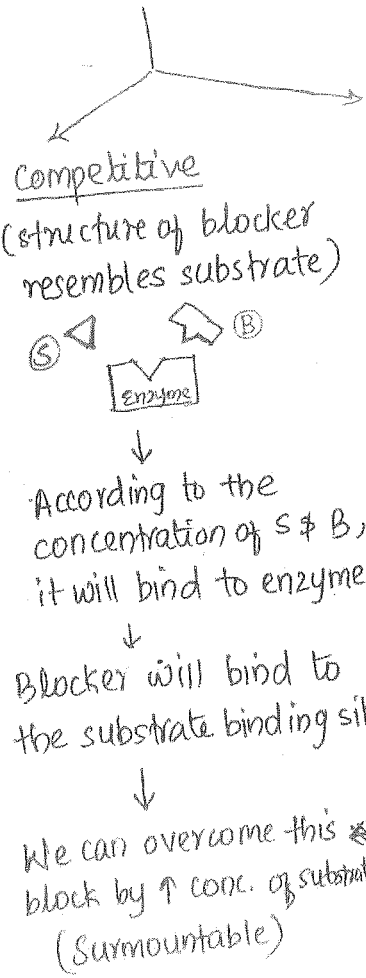 Competitive
(structure of blocker
resembles substrate)
S B
Enzyme
↓
According to the
concentration of S & B,
it will bind to enzyme
↓
Blocker will bind to
the substrate binding
↓
We can overcome this
block by ↑ conc. of substrat
(Surmountable)